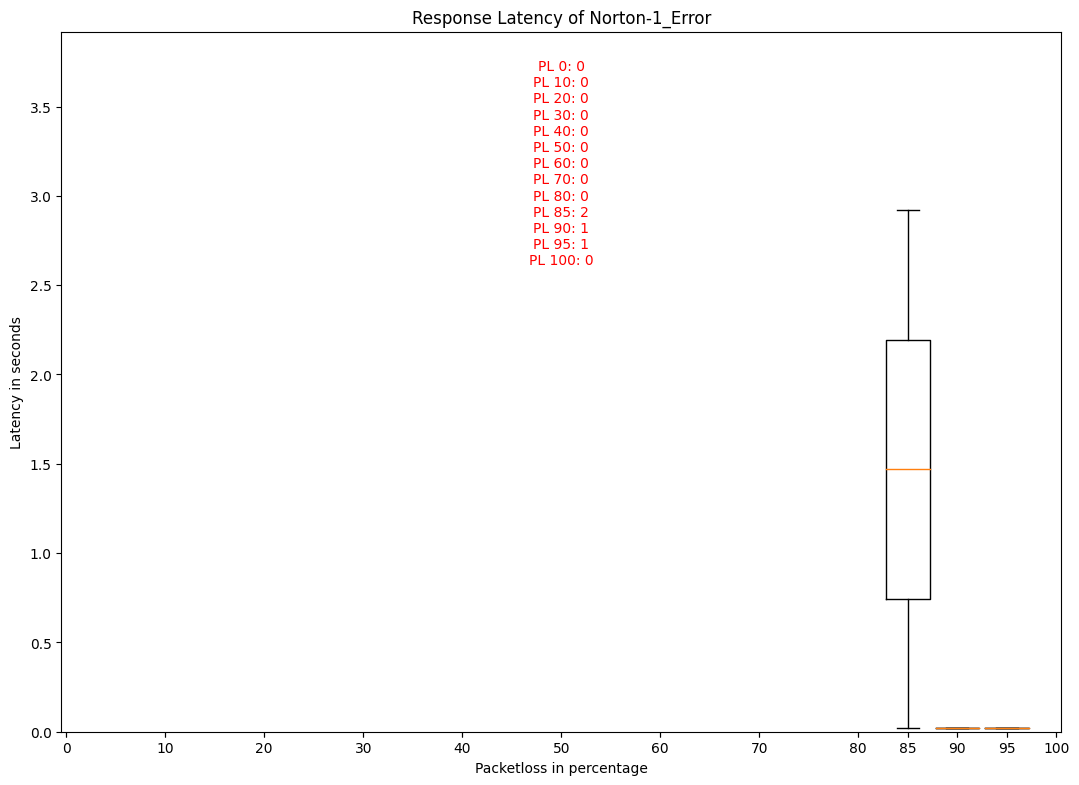 Response Latency of Norton-1_Error
PL 0: 0
PL 10: 0
PL 20: 0
PL 30: 0
PL 40: 0
PL 50: 0
PL 60: 0
PL 70: 0
PL 80: 0
PL 85: 2
PL 90: 1
PL 95: 1
PL 100: 0
Latency in seconds
3.5
3.0
2.5
2.0
1.5
1.0
0.5
0.0
0 10 20 30 40 50 60 70 80 85 90 95 100
Packetloss in percentage